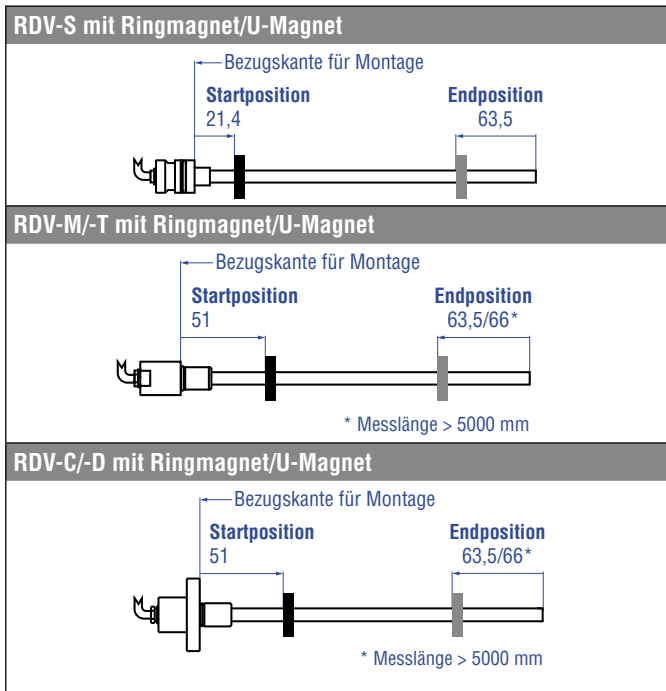 RDV-S mit Ringmagnet/U-Magnet
Bezugskante für Montage
Startposition Endposition
21,4 63,5
RDV-M/-T mit Ringmagnet/U-Magnet
Bezugskante für Montage
Startposition Endposition
51 63,5/66*
* Messlänge > 5000 mm
RDV-C/-D mit Ringmagnet/U-Magnet
Bezugskante für Montage
Startposition Endposition
51 63,5/66*
* Messlänge > 5000 mm